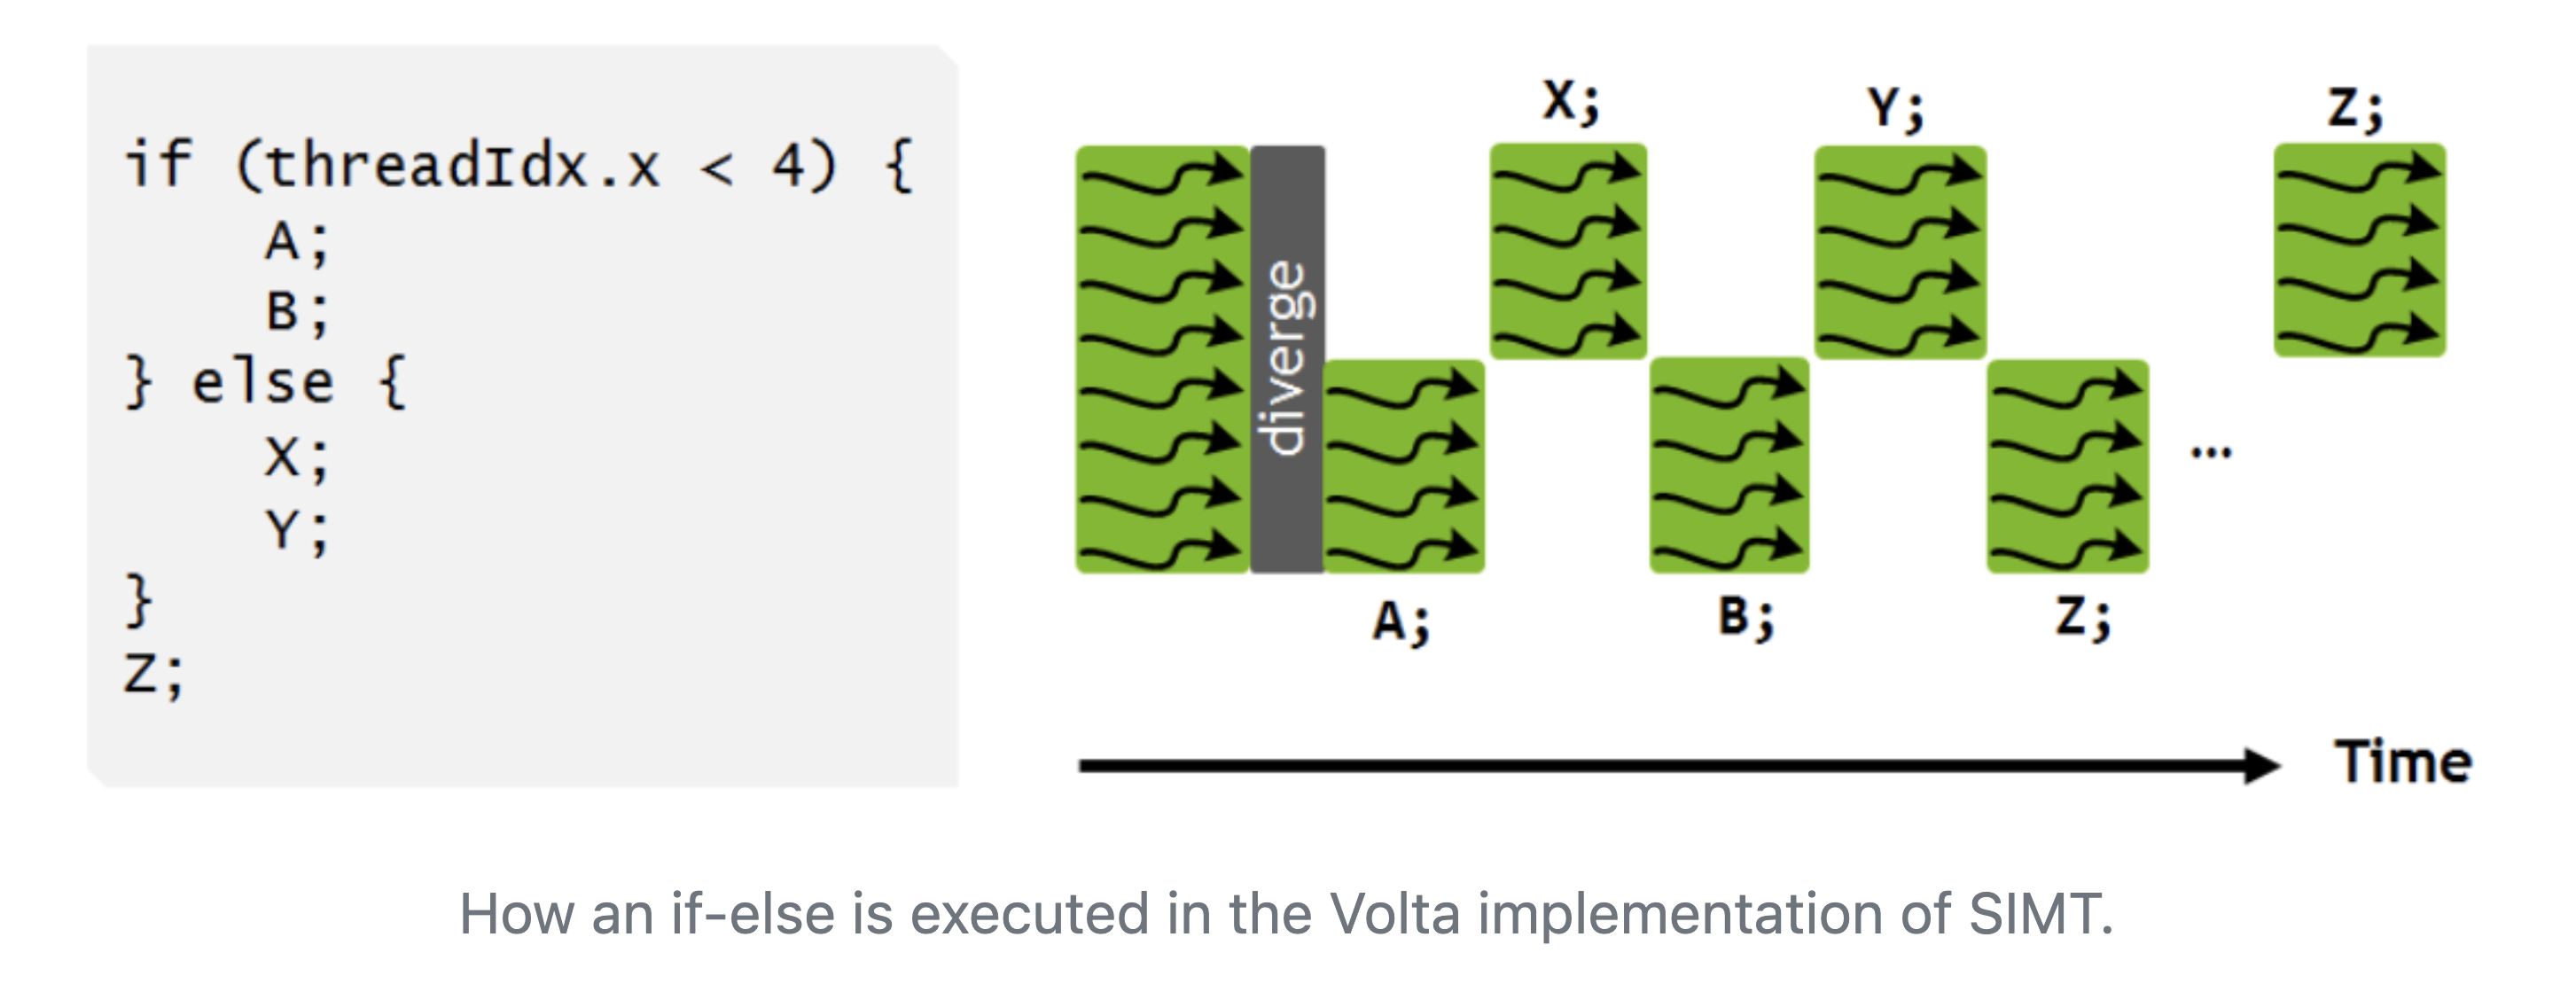 if (threadIdx.x < 4) {
    A;
    B;
} else {
    X;
    Y;
}
Z;
X;
Y;
Z;
diverge
A;
B;
Z;
...
Time
How an if-else is executed in the Volta implementation of SIMT.